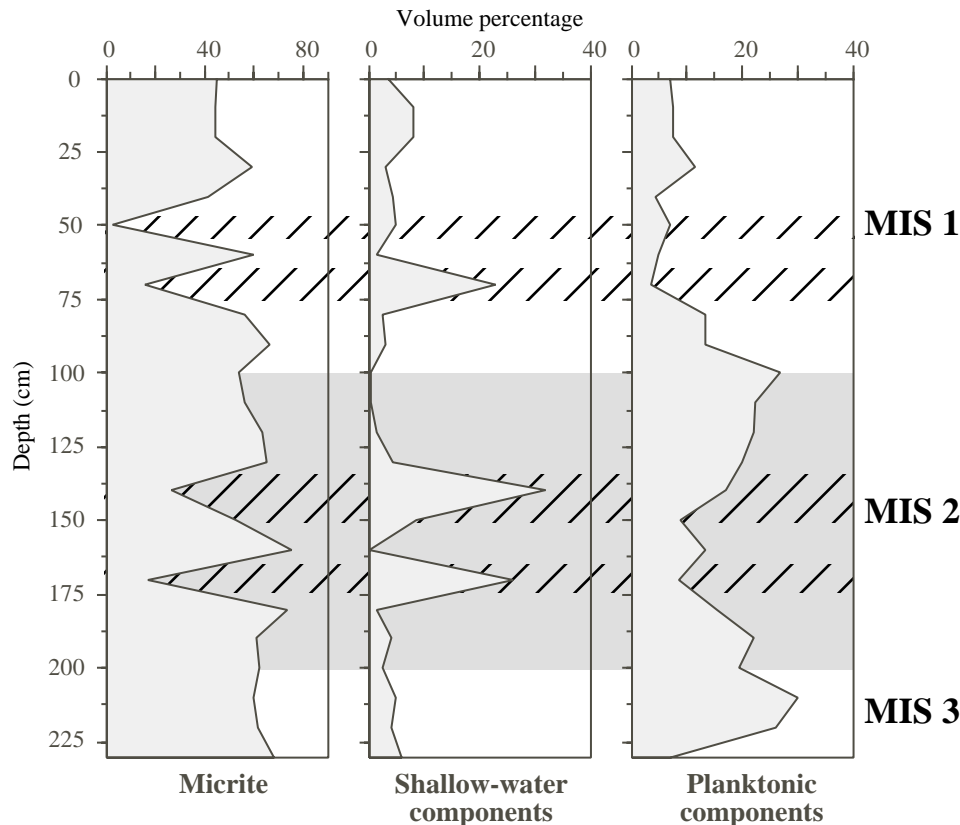 Volume percentage
0 40 80 0 20 40 20 40
0
25
50
75
100
125
150
175
200
225
Depth (cm)
MIS 1
MIS 2
MIS 3
Micrite
Shallow-water
components
Planktonic
components